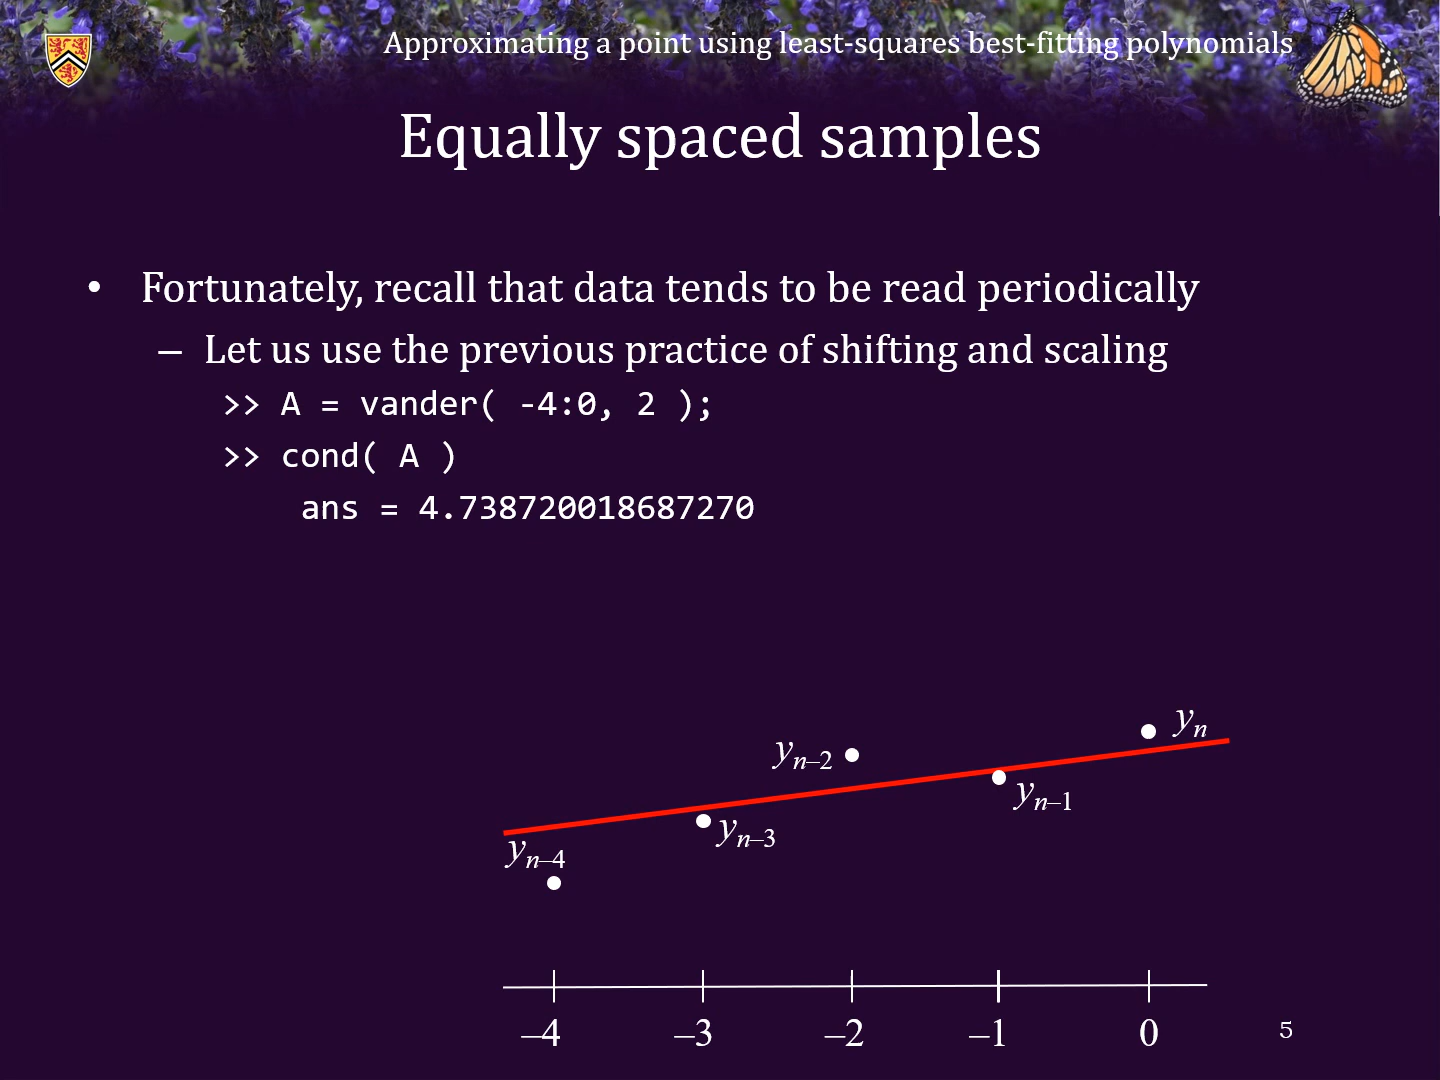 Approximating a point using least-squares best-fitting polynomials
Equally spaced samples
• Fortunately, recall that data tends to be read periodically
– Let us use the previous practice of shifting and scaling
>> A = vander( -4:0, 2 );
>> cond( A )
ans = 4.738720018687270
yn
yn–2
yn–1
yn–3
yn–4
–4 –3 –2 –1 0
5